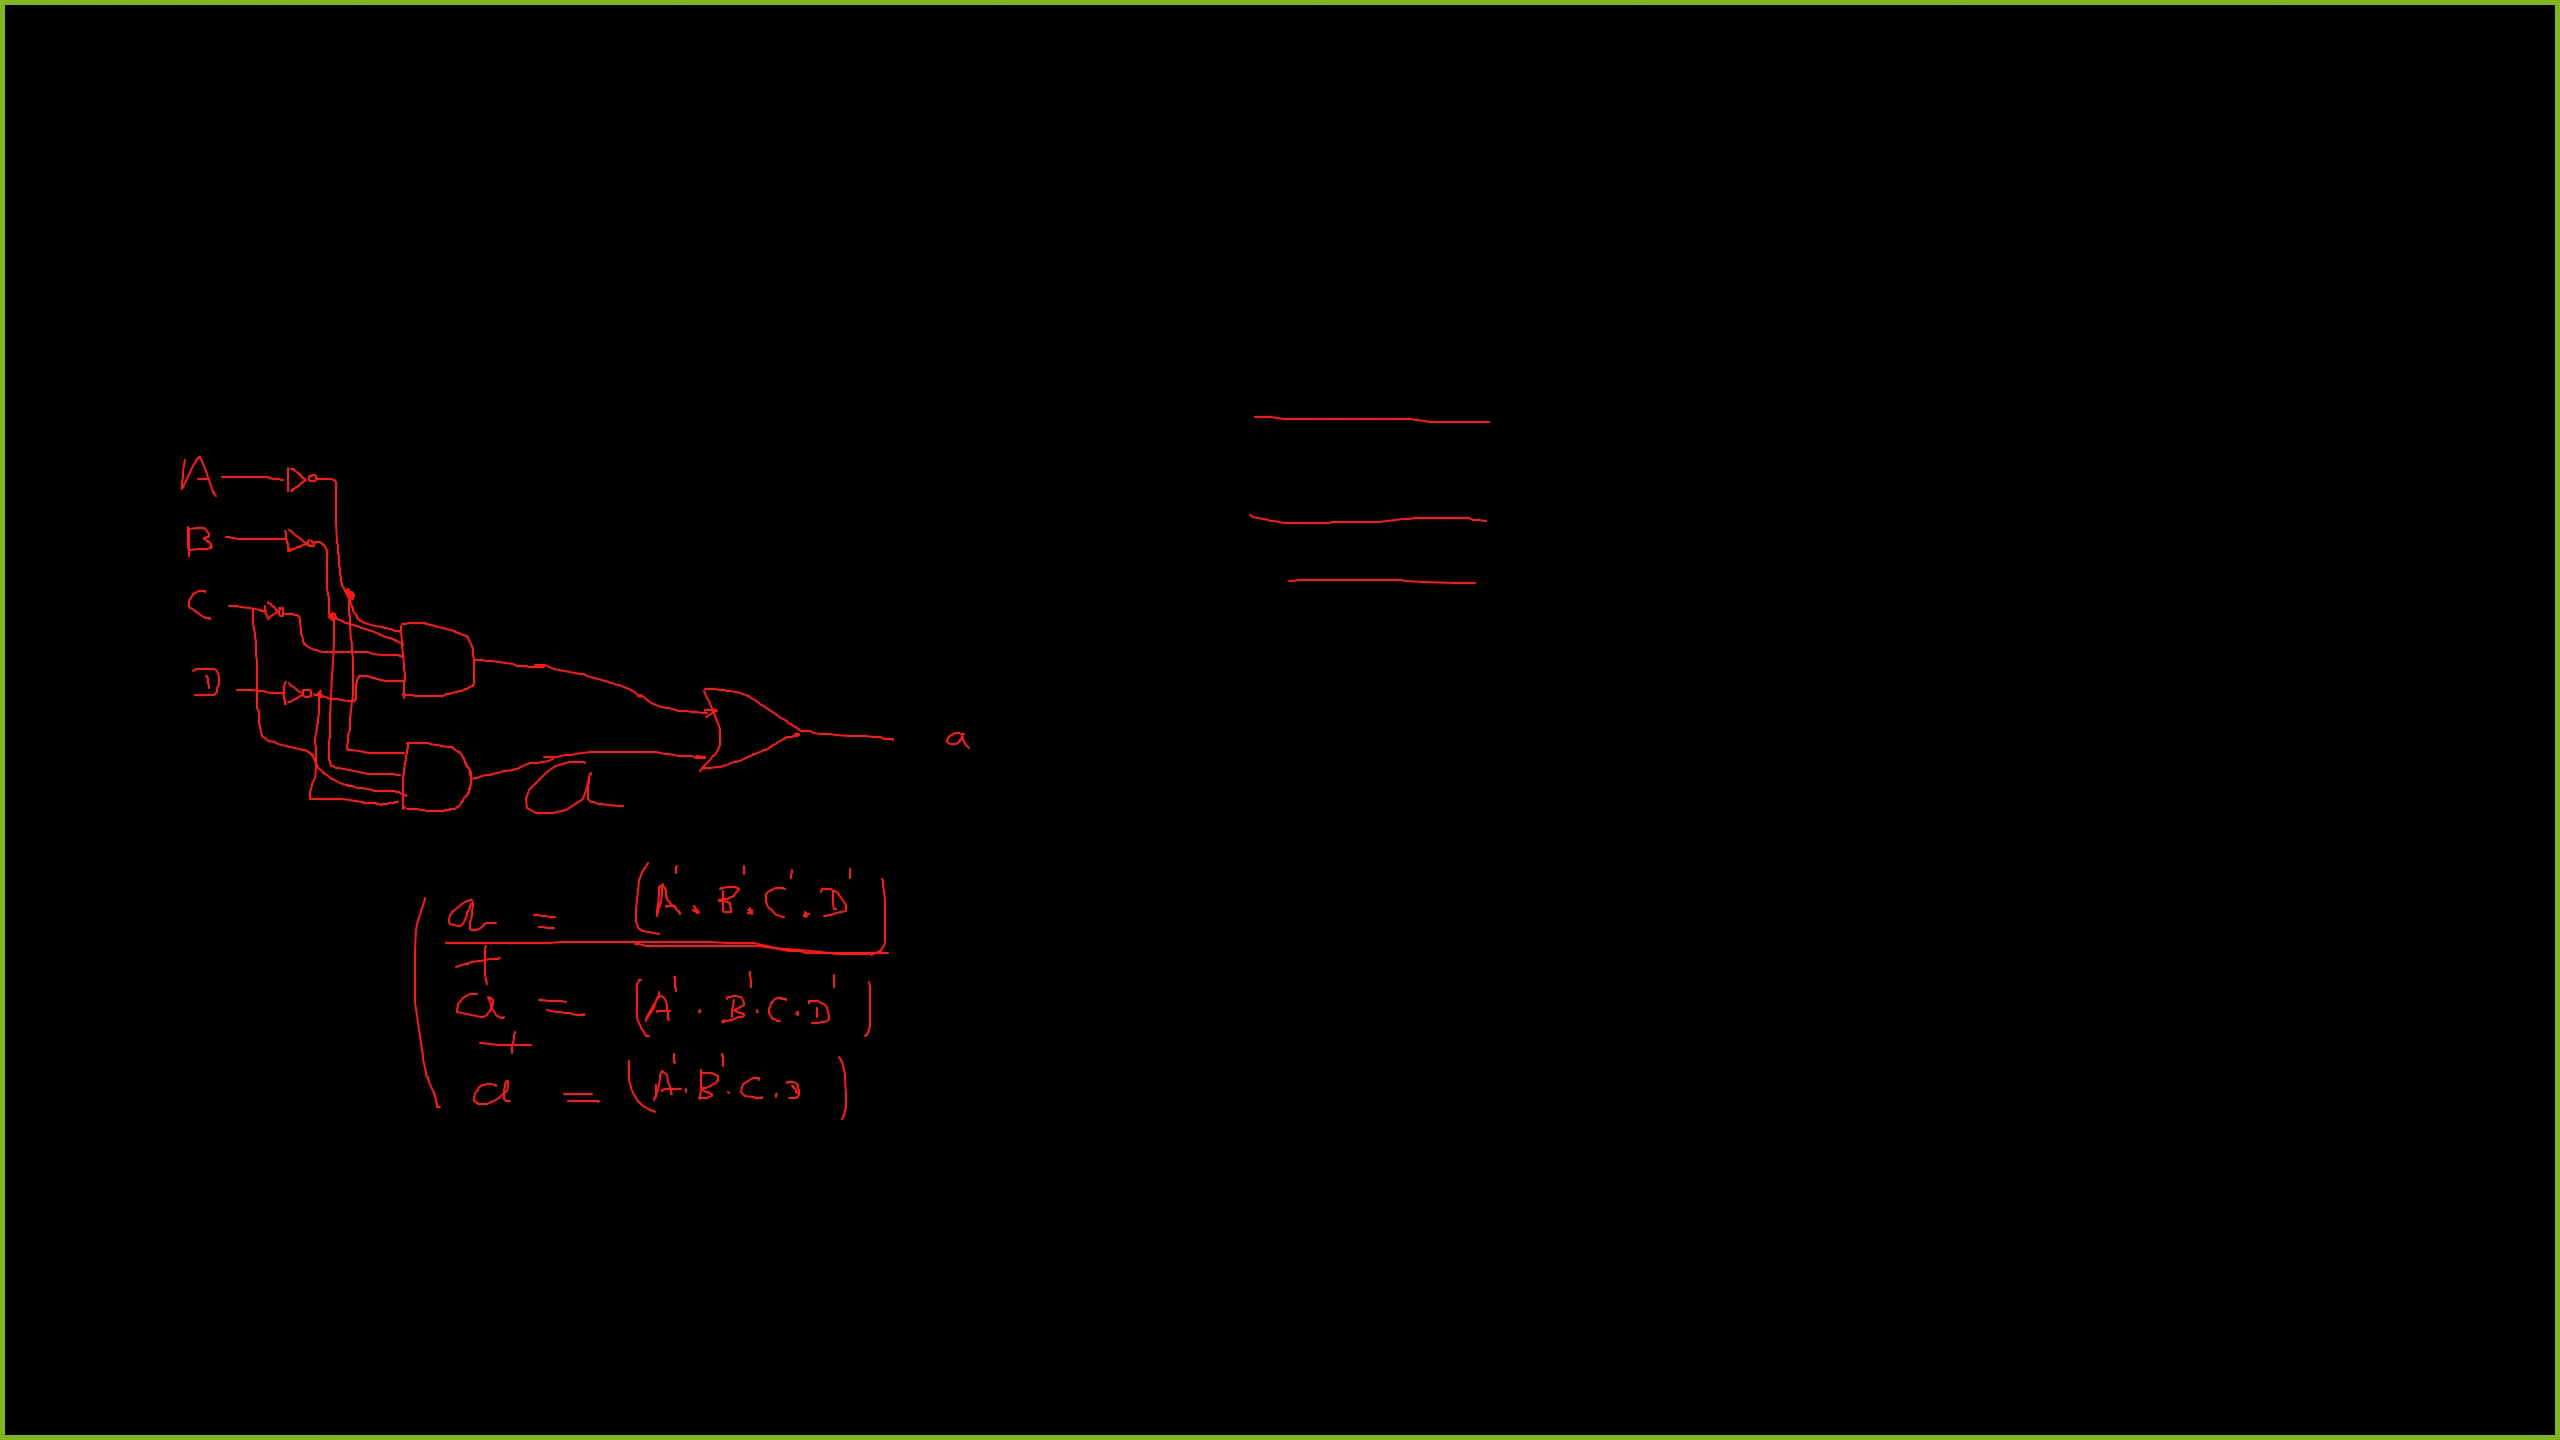 A
B
C
D
a
a
a = (A'.B'.C'.D')
+
a = (A'.B'.C.D')
+
a = (A'.B'.C.D)